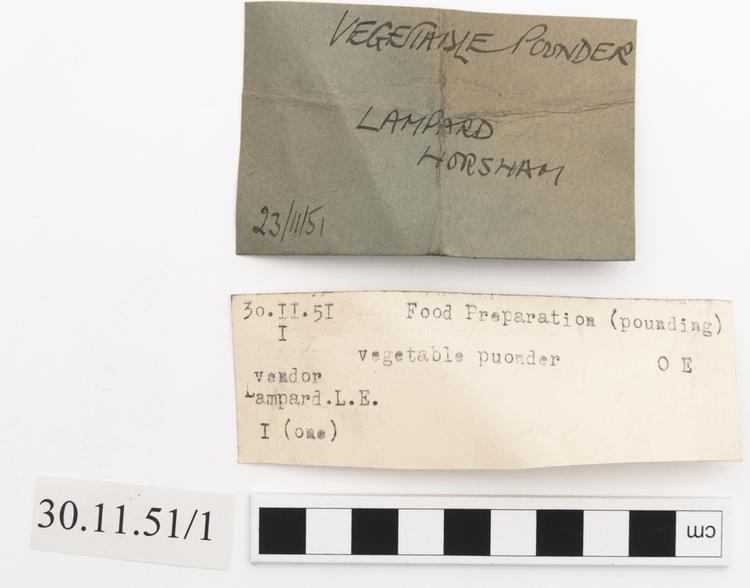 VEGETABLE POUNDER
LAMPARD
HORSHAM
23/11/51
30.II.5I Food Preparation (pounding)
I
vegetable puonder O E
vendor
Lampard.L.E.
I (one)
30.11.51/1
cm